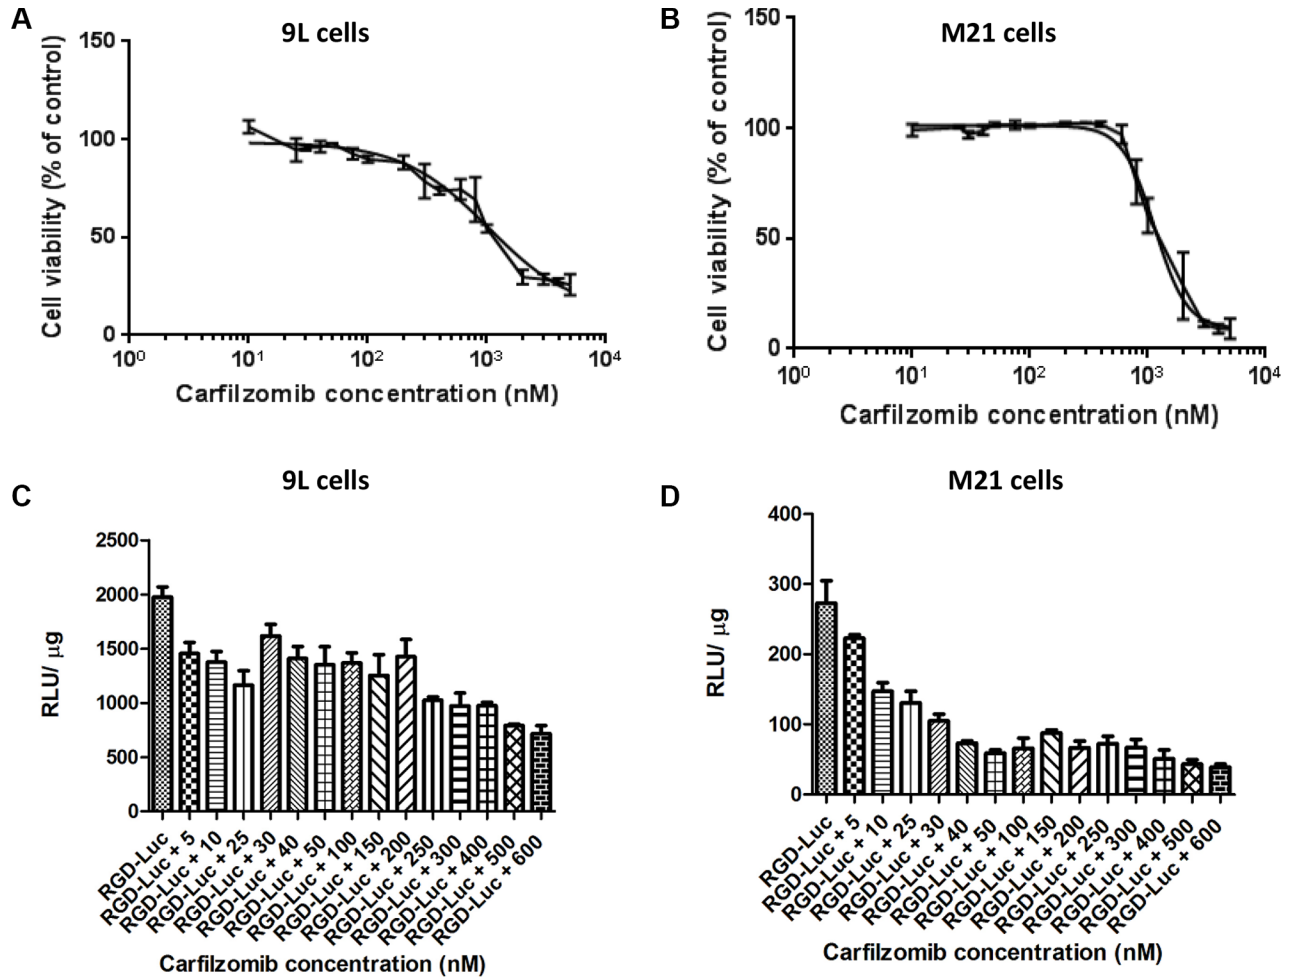 A
9L cells
Cell viability (% of control)
150
100
50
0
10⁰ 10¹ 10² 10³ 10⁴
Carfilzomib concentration (nM)
B
M21 cells
Cell viability (% of control)
150
100
50
0
10⁰ 10¹ 10² 10³ 10⁴
Carfilzomib concentration (nM)
C
9L cells
RLU/ µg
2500
2000
1500
1000
500
0
RGD-Luc
RGD-Luc + 5
RGD-Luc + 10
RGD-Luc + 25
RGD-Luc + 30
RGD-Luc + 40
RGD-Luc + 50
RGD-Luc + 100
RGD-Luc + 150
RGD-Luc + 200
RGD-Luc + 250
RGD-Luc + 300
RGD-Luc + 400
RGD-Luc + 500
RGD-Luc + 600
Carfilzomib concentration (nM)
D
M21 cells
RLU/ µg
400
300
200
100
0
RGD-Luc
RGD-Luc + 5
RGD-Luc + 10
RGD-Luc + 25
RGD-Luc + 30
RGD-Luc + 40
RGD-Luc + 50
RGD-Luc + 100
RGD-Luc + 150
RGD-Luc + 200
RGD-Luc + 250
RGD-Luc + 300
RGD-Luc + 400
RGD-Luc + 500
RGD-Luc + 600
Carfilzomib concentration (nM)